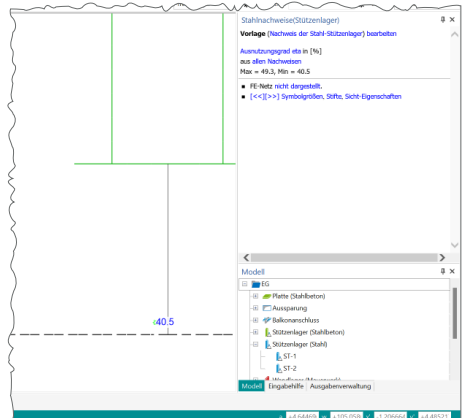 Stahlnachweise(Stützenlager)
Vorlage (Nachweis der Stahl-Stützenlager) bearbeiten
Ausnutzungsgrad eta in [%]
aus allen Nachweisen
Max = 49.3, Min = 40.5
FE-Netz nicht dargestellt.
[<<][>>] Symbolgrößen, Stifte, Sicht-Eigenschaften
40.5
Modell
EG
Platte (Stahlbeton)
Aussparung
Balkonanschluss
Stützenlager (Stahlbeton)
Stützenlager (Stahl)
ST-1
ST-2
Modell Eingabehilfe Ausgabenverwaltung